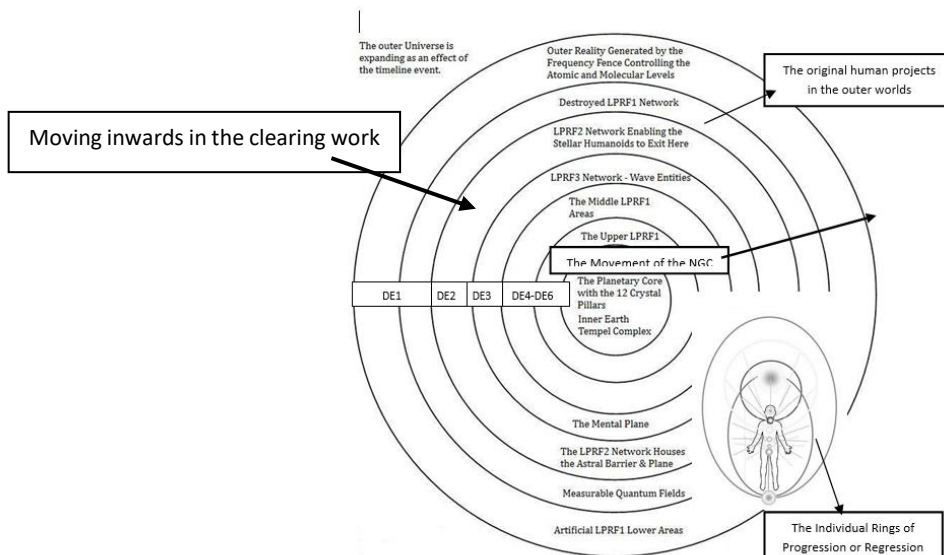 The outer Universe is
expanding as an effect of
the timeline event.
Outer Reality Generated by the
Frequency Fence Controlling the
Atomic and Molecular Levels
The original human projects
in the outer worlds
Destroyed LPRF1 Network
Moving inwards in the clearing work
LPRF2 Network Enabling the
Stellar Humanoids to Exit Here
LPRF3 Network - Wave Entities
The Middle LPRF1
Areas
The Upper LPRF1
The Movement of the NGC
The Planetary Core
with the 12 Crystal
Pillars
DE1 DE2 DE3 DE4-DE6
Inner Earth
Tempel Complex
The Mental Plane
The LPRF2 Network Houses
the Astral Barrier & Plane
Measurable Quantum Fields
Artificial LPRF1 Lower Areas
The Individual Rings of
Progression or Regression